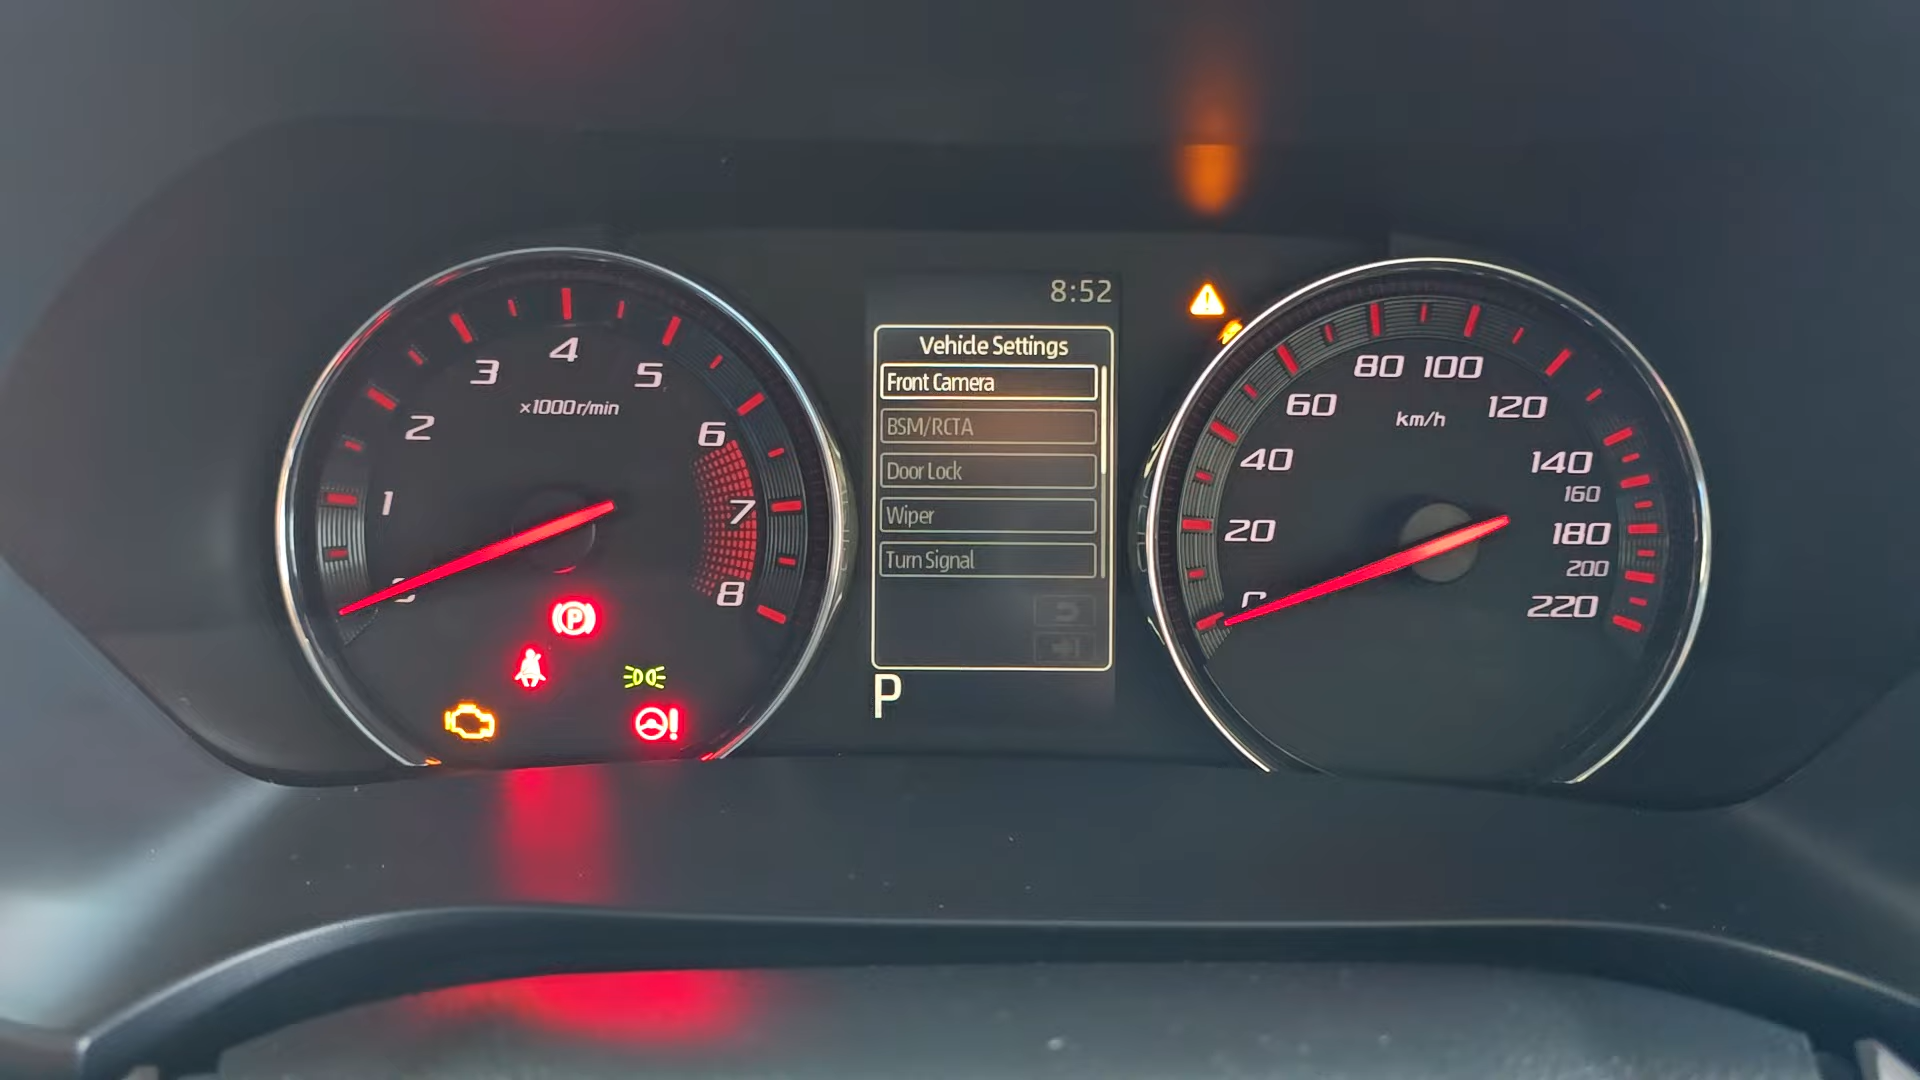 8:52
Vehicle Settings
Front Camera
BSM/RCTA
Door Lock
Wiper
Turn Signal
P
1
2
3
4
5
6
7
8
x1000r/min
P
!
!
20
40
60
80
100
120
140
160
180
200
220
km/h